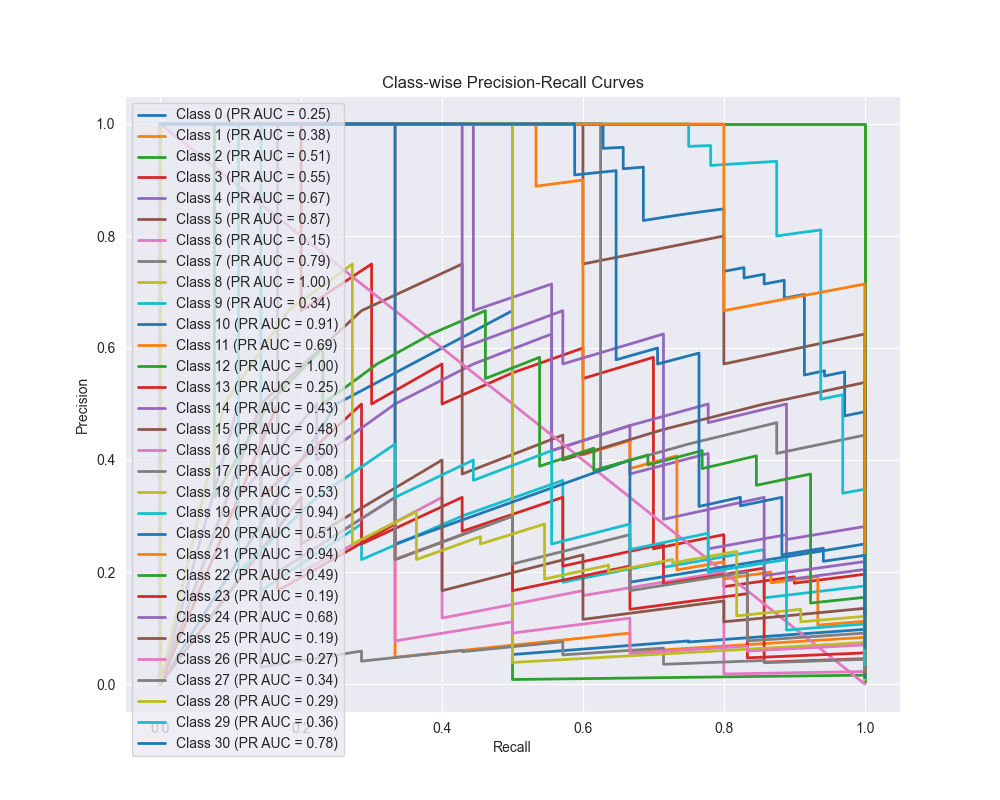 Class-wise Precision-Recall Curves
Precision
1.0
0.8
0.6
0.4
0.2
0.0
Class 0 (PR AUC = 0.25)
Class 1 (PR AUC = 0.38)
Class 2 (PR AUC = 0.51)
Class 3 (PR AUC = 0.55)
Class 4 (PR AUC = 0.67)
Class 5 (PR AUC = 0.87)
Class 6 (PR AUC = 0.15)
Class 7 (PR AUC = 0.79)
Class 8 (PR AUC = 1.00)
Class 9 (PR AUC = 0.34)
Class 10 (PR AUC = 0.91)
Class 11 (PR AUC = 0.69)
Class 12 (PR AUC = 1.00)
Class 13 (PR AUC = 0.25)
Class 14 (PR AUC = 0.43)
Class 15 (PR AUC = 0.48)
Class 16 (PR AUC = 0.50)
Class 17 (PR AUC = 0.08)
Class 18 (PR AUC = 0.53)
Class 19 (PR AUC = 0.94)
Class 20 (PR AUC = 0.51)
Class 21 (PR AUC = 0.94)
Class 22 (PR AUC = 0.49)
Class 23 (PR AUC = 0.19)
Class 24 (PR AUC = 0.68)
Class 25 (PR AUC = 0.19)
Class 26 (PR AUC = 0.27)
Class 27 (PR AUC = 0.34)
Class 28 (PR AUC = 0.29)
Class 29 (PR AUC = 0.36)
Class 30 (PR AUC = 0.78)
0.0 0.2 0.4 0.6 0.8 1.0
Recall